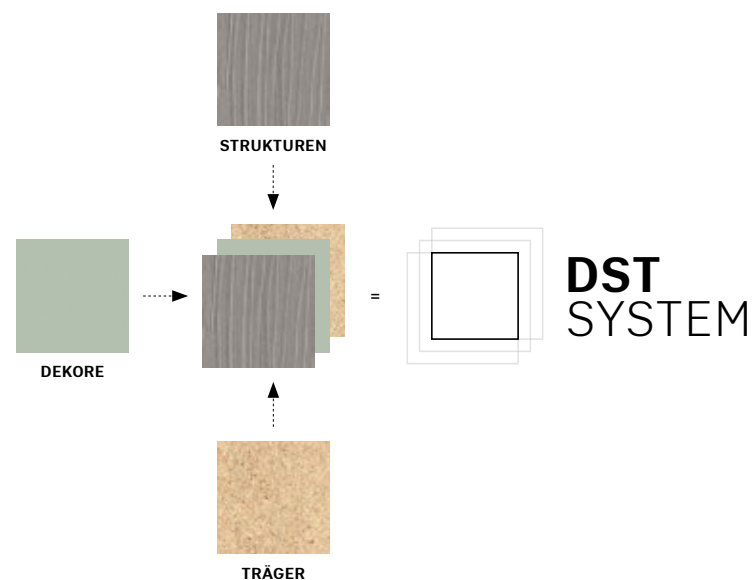 STRUKTUREN
DEKORE
=
DST
SYSTEM
TRÄGER